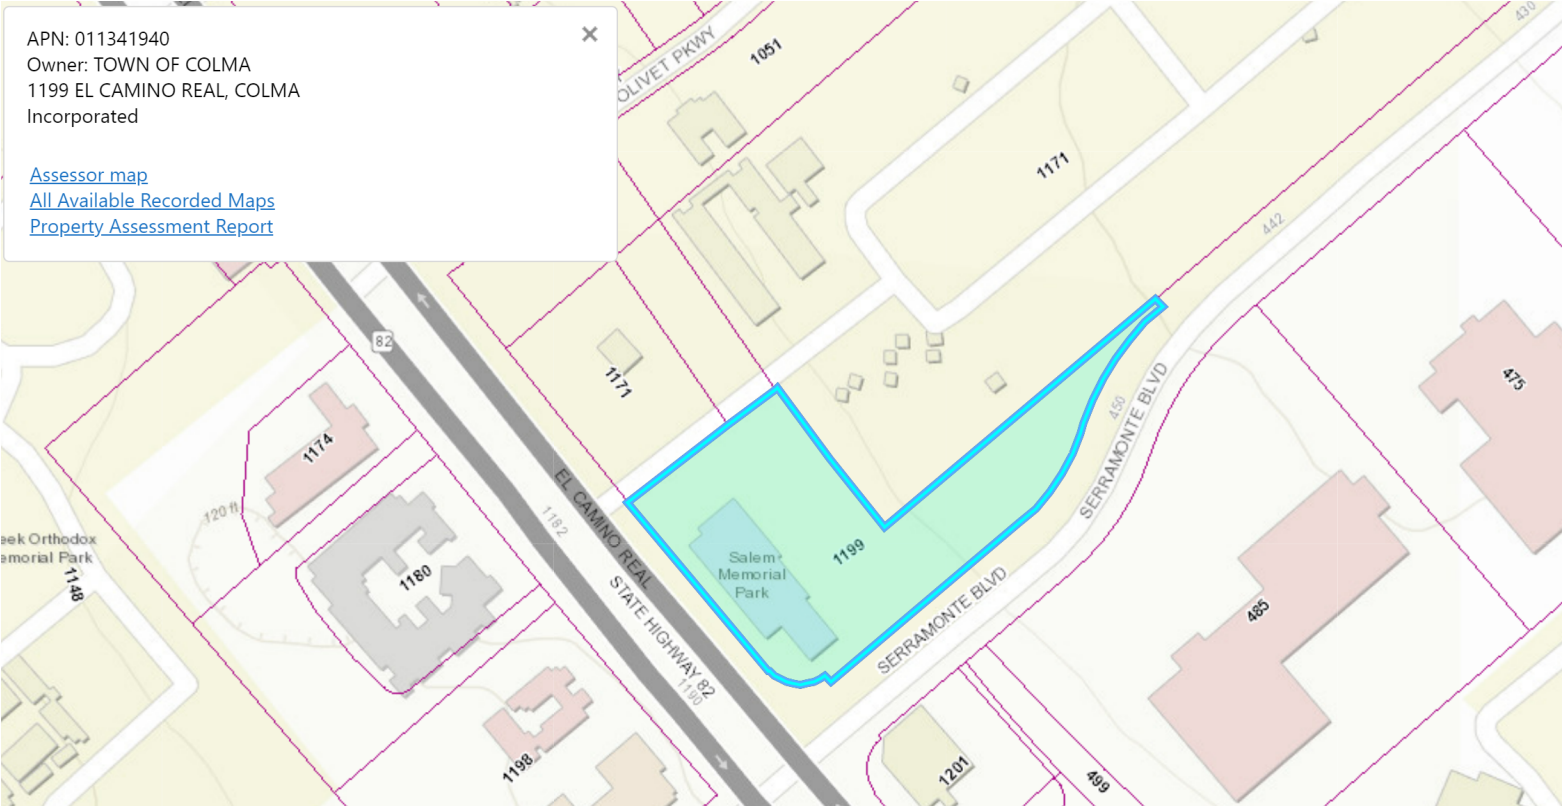 APN: 011341940
Owner: TOWN OF COLMA
1199 EL CAMINO REAL, COLMA
Incorporated
Assessor map
All Available Recorded Maps
Property Assessment Report
OLIVET PKWY
1051
430
1171
442
82
1171
475
450
SERRAMONTE BLVD
1174
EL CAMINO REAL
120 ft
1182
eek Orthodox
emorial Park
1148
1180
Salem
Memorial
Park
1199
STATE HIGHWAY 82
1190
SERRAMONTE BLVD
485
1198
1201
499